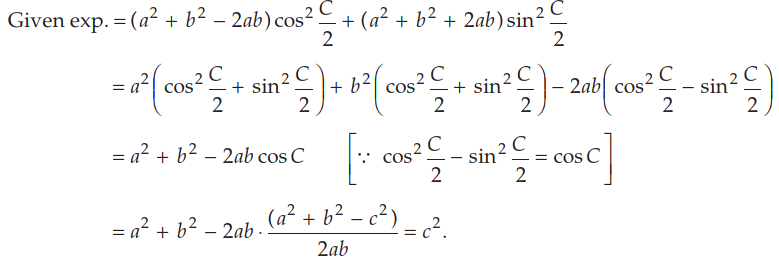 Given exp. = (a² + b² − 2ab) cos² C/2 + (a² + b² + 2ab) sin² C/2
= a² ( cos² C/2 + sin² C/2 ) + b² ( cos² C/2 + sin² C/2 ) − 2ab ( cos² C/2 − sin² C/2 )
= a² + b² − 2ab cos C [ ∵ cos² C/2 − sin² C/2 = cos C ]
= a² + b² − 2ab · (a² + b² − c²)/2ab = c².